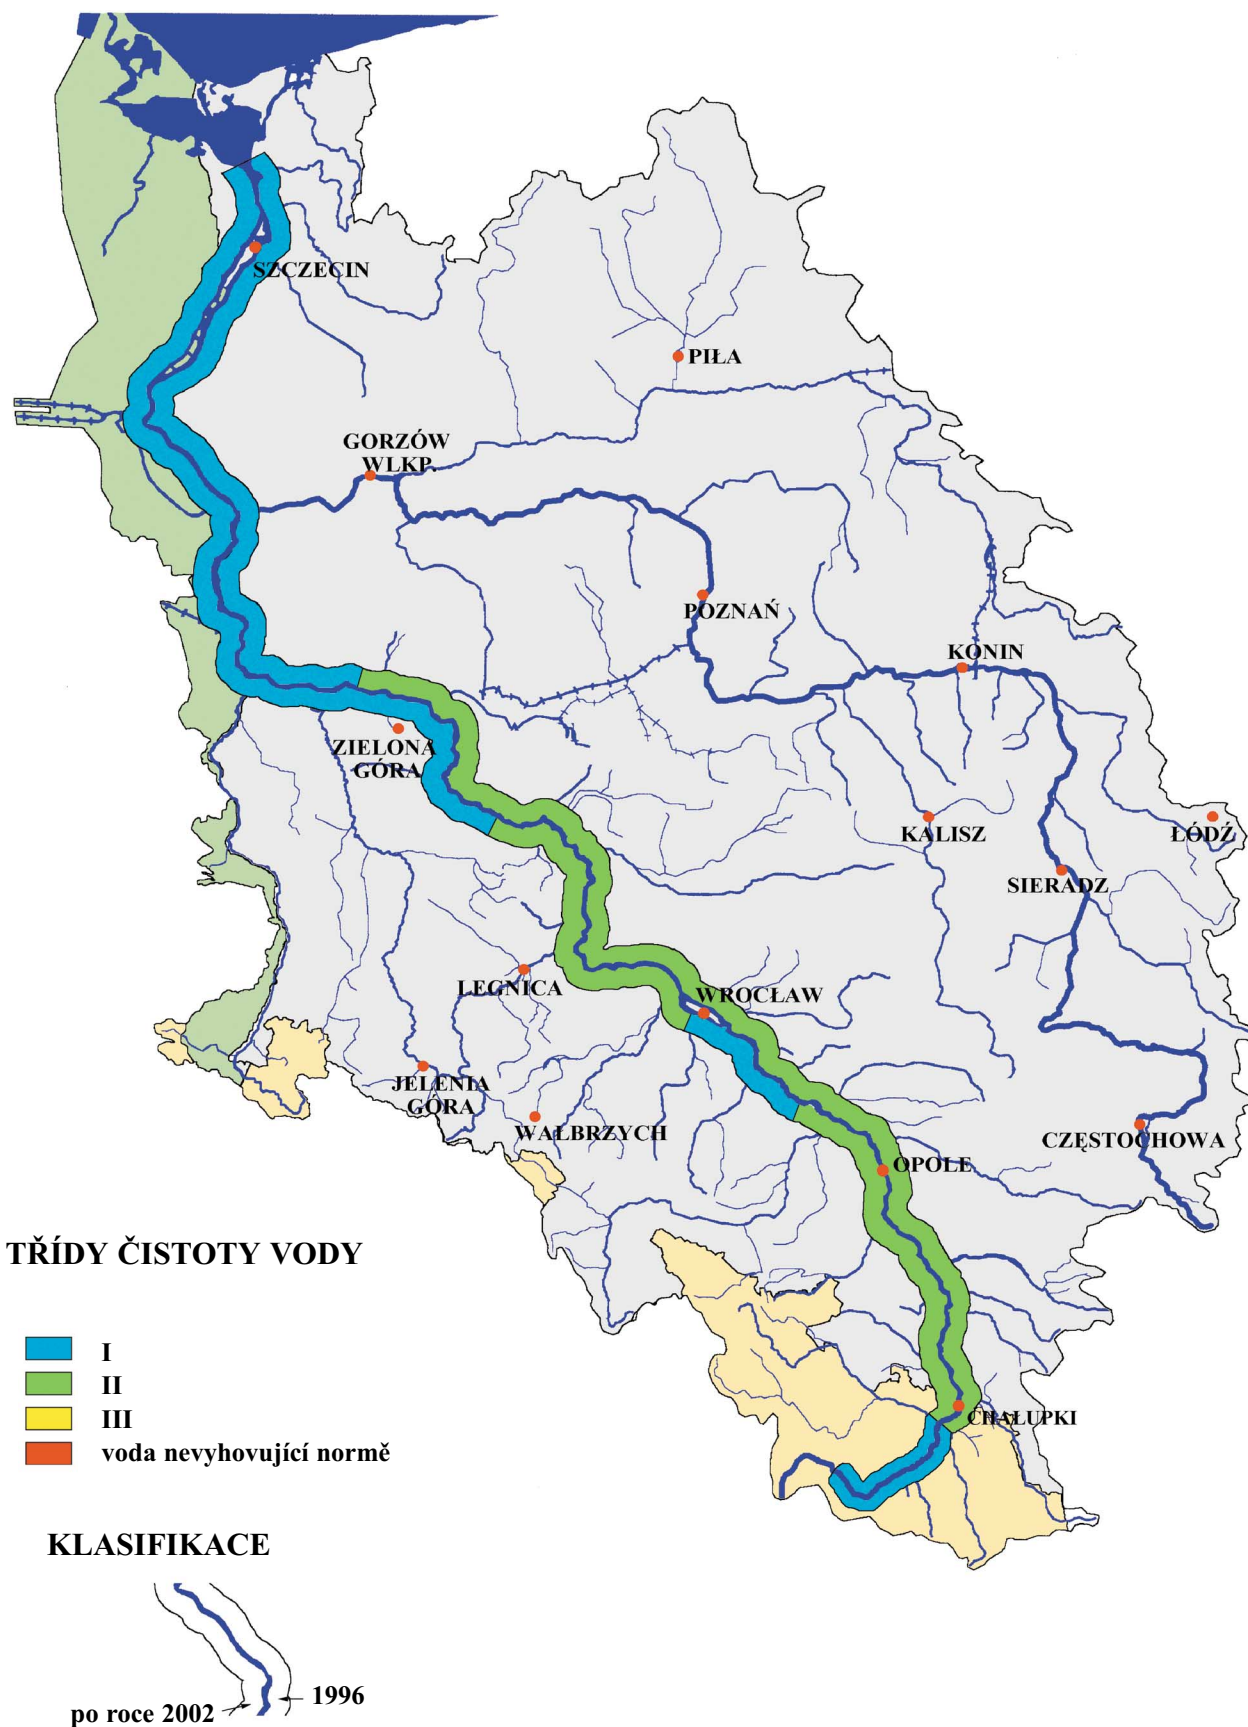 SZCZECIN
PIŁA
GORZÓW
WLKP.
POZNAŃ
KONIN
ZIELONA
GÓRA
KALISZ
ŁÓDŹ
SIERADZ
LEGNICA
WROCŁAW
JELENIA
GÓRA
WAŁBRZYCH
CZĘSTOCHOWA
OPOLE
CHAŁUPKI
TŘÍDY ČISTOTY VODY
I
II
III
voda nevyhovující normě
KLASIFIKACE
1996
po roce 2002